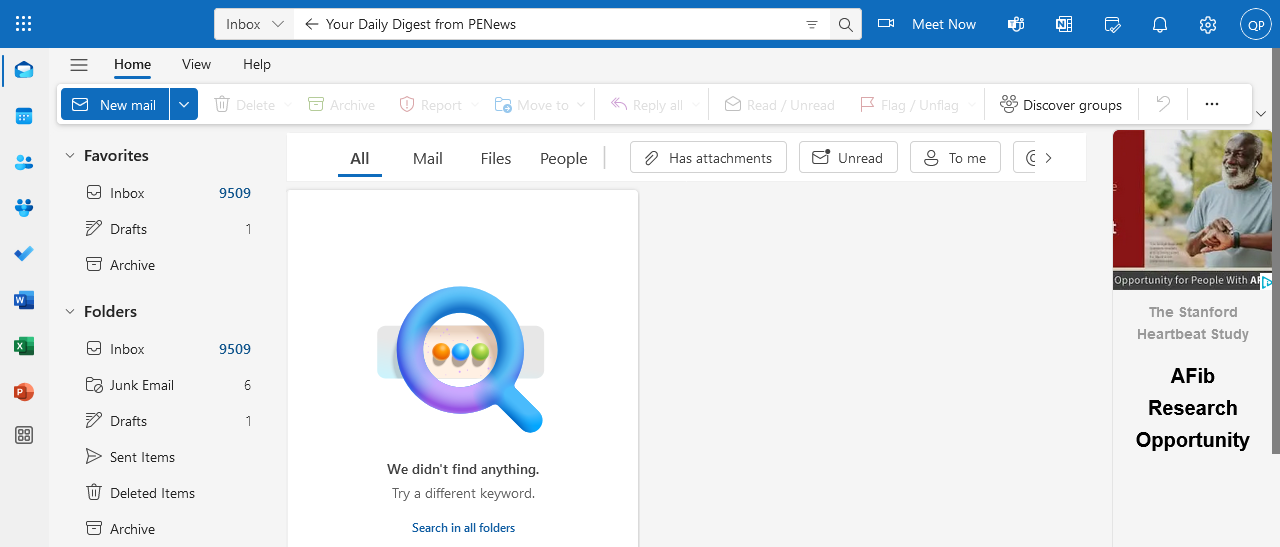 Inbox
Your Daily Digest from PENews
Meet Now
QP
Home
View
Help
New mail
Delete
Archive
Report
Move to
Reply all
Read / Unread
Flag / Unflag
Discover groups
Favorites
Inbox 9509
Drafts 1
Archive
Folders
Inbox 9509
Junk Email 6
Drafts 1
Sent Items
Deleted Items
Archive
All
Mail
Files
People
Has attachments
Unread
To me
We didn't find anything.
Try a different keyword.
Search in all folders
Opportunity for People With
The Stanford
Heartbeat Study
AFib
Research
Opportunity